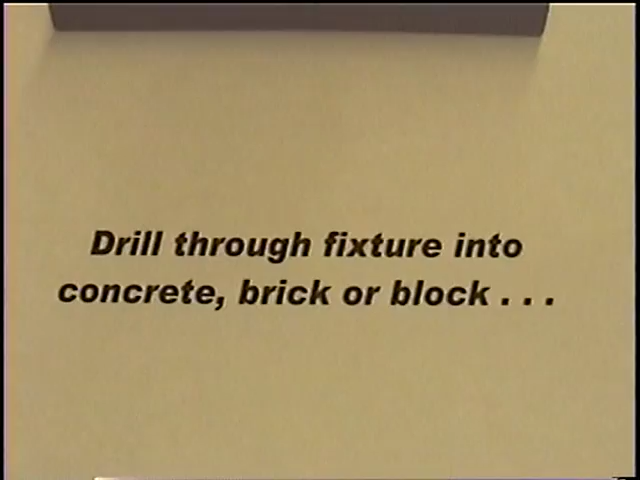 Drill through fixture into
concrete, brick or block . . .